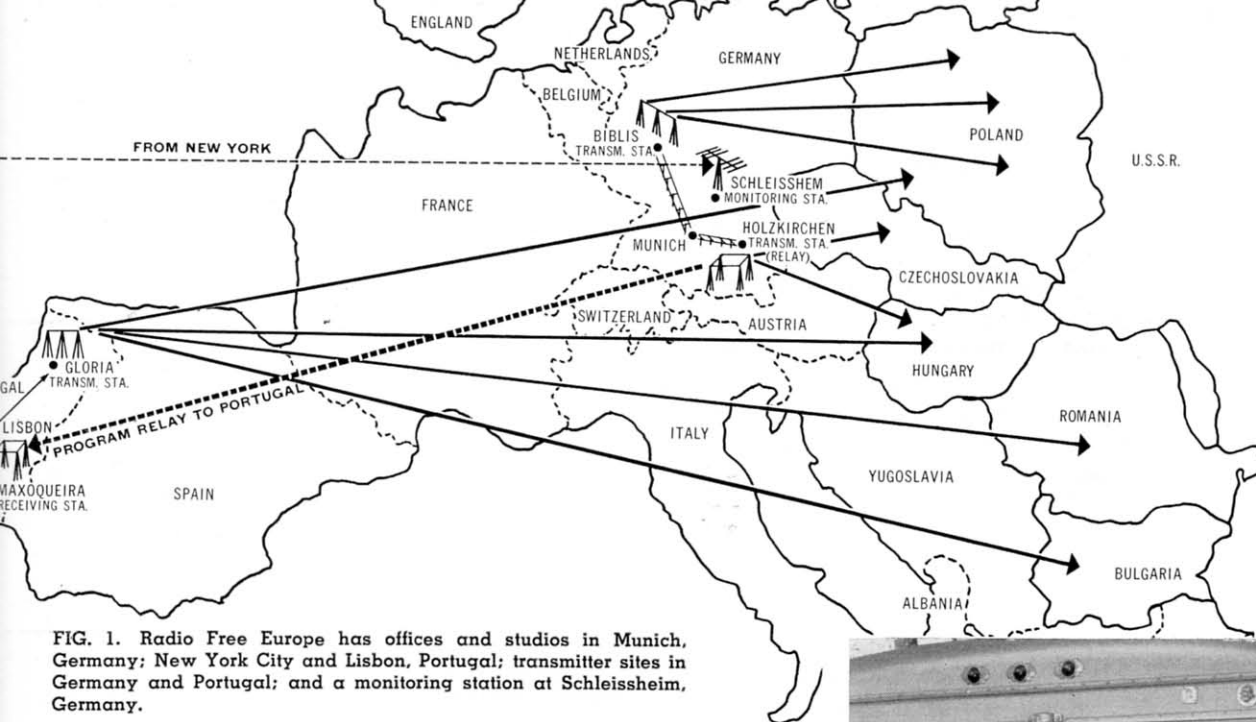 ENGLAND
NETHERLANDS
GERMANY
BELGIUM
BIBLIS
TRANSM. STA.
POLAND
U.S.S.R.
FROM NEW YORK
SCHLEISSHEM
MONITORING STA.
FRANCE
HOLZKIRCHEN
TRANSM. STA.
(RELAY)
MUNICH
CZECHOSLOVAKIA
SWITZERLAND
AUSTRIA
GLORIA
TRANSM. STA.
HUNGARY
GAL
PROGRAM RELAY TO PORTUGAL
LISBON
ROMANIA
ITALY
YUGOSLAVIA
MAXOQUEIRA
RECEIVING STA.
SPAIN
BULGARIA
ALBANIA
FIG. 1. Radio Free Europe has offices and studios in Munich,
Germany; New York City and Lisbon, Portugal; transmitter sites in
Germany and Portugal; and a monitoring station at Schleissheim,
Germany.